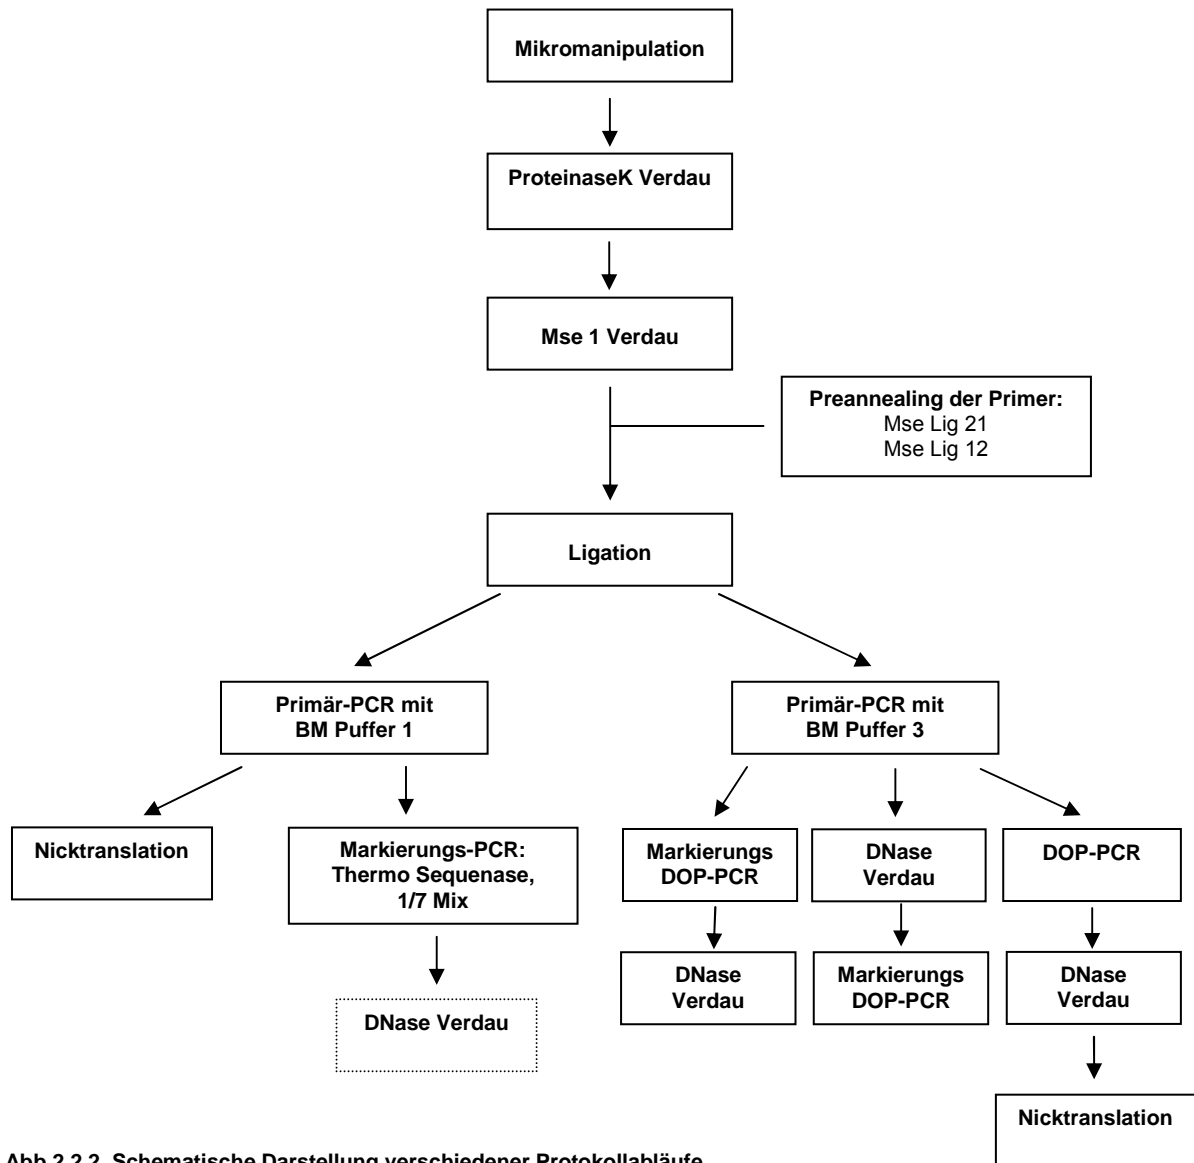 Mikromanipulation
ProteinaseK Verdau
Mse 1 Verdau
Preannealing der Primer:
Mse Lig 21
Mse Lig 12
Ligation
Primär-PCR mit
BM Puffer 1
Primär-PCR mit
BM Puffer 3
Nicktranslation
Markierungs-PCR:
Thermo Sequenase,
1/7 Mix
Markierungs
DOP-PCR
DNase
Verdau
DOP-PCR
DNase Verdau
DNase
Verdau
Markierungs
DOP-PCR
DNase
Verdau
Nicktranslation
Abb 2.2.2. Schematische Darstellung verschiedener Protokollabläufe